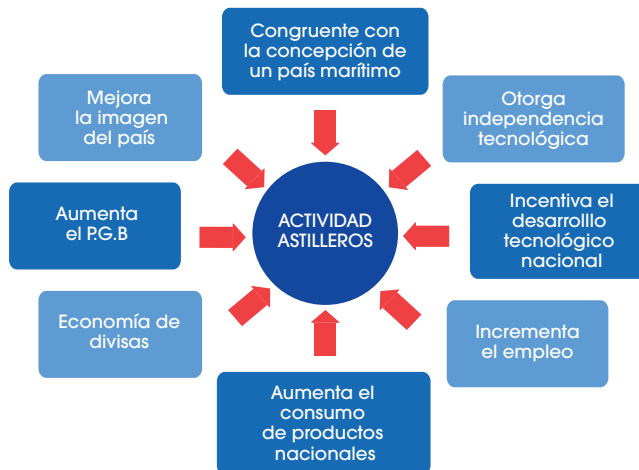 Congruente con
la concepción de
un país marítimo
Mejora
la imagen
del país
Otorga
independencia
tecnológica
Aumenta
el P.G.B
ACTIVIDAD
ASTILLEROS
Incentiva el
desarrolllo
tecnológico
nacional
Economía de
divisas
Incrementa
el empleo
Aumenta el
consumo
de productos
nacionales